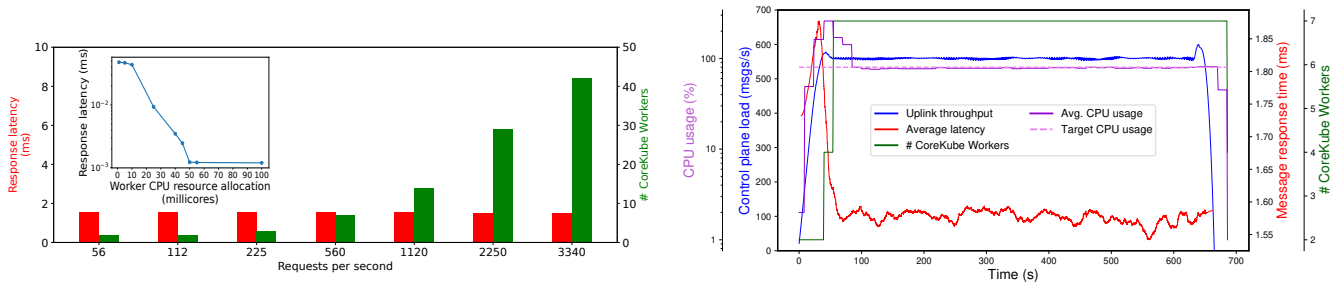 Response latency
(ms)
10
8
6
4
2
0
Response latency (ms)
10⁻²
10⁻³
0 10 20 30 40 50 60 70 80 90 100
Worker CPU resource allocation
(millicores)
56 112 225 560 1120 2250 3340
Requests per second
50
40
30
20
10
0
# CoreKube Workers
CPU usage (%)
100
10
1
Control plane load (msgs/s)
700
600
500
400
300
200
100
0
Uplink throughput
Average latency
# CoreKube Workers
Avg. CPU usage
Target CPU usage
0 100 200 300 400 500 600 700
Time (s)
1.85
1.80
1.75
1.70
1.65
1.60
1.55
Message response time (ms)
7
6
5
4
3
2
# CoreKube Workers